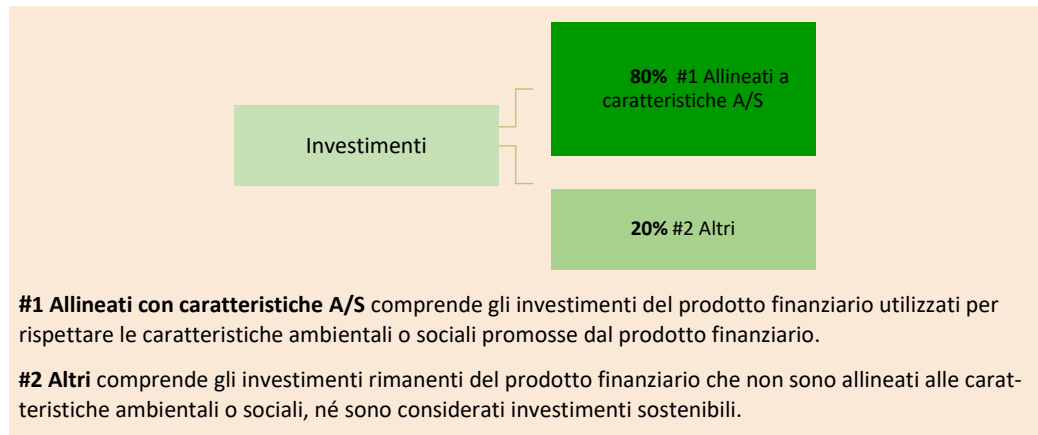 80% #1 Allineati a
caratteristiche A/S
Investimenti
20% #2 Altri
#1 Allineati con caratteristiche A/S comprende gli investimenti del prodotto finanziario utilizzati per
rispettare le caratteristiche ambientali o sociali promosse dal prodotto finanziario.
#2 Altri comprende gli investimenti rimanenti del prodotto finanziario che non sono allineati alle carat-
teristiche ambientali o sociali, né sono considerati investimenti sostenibili.